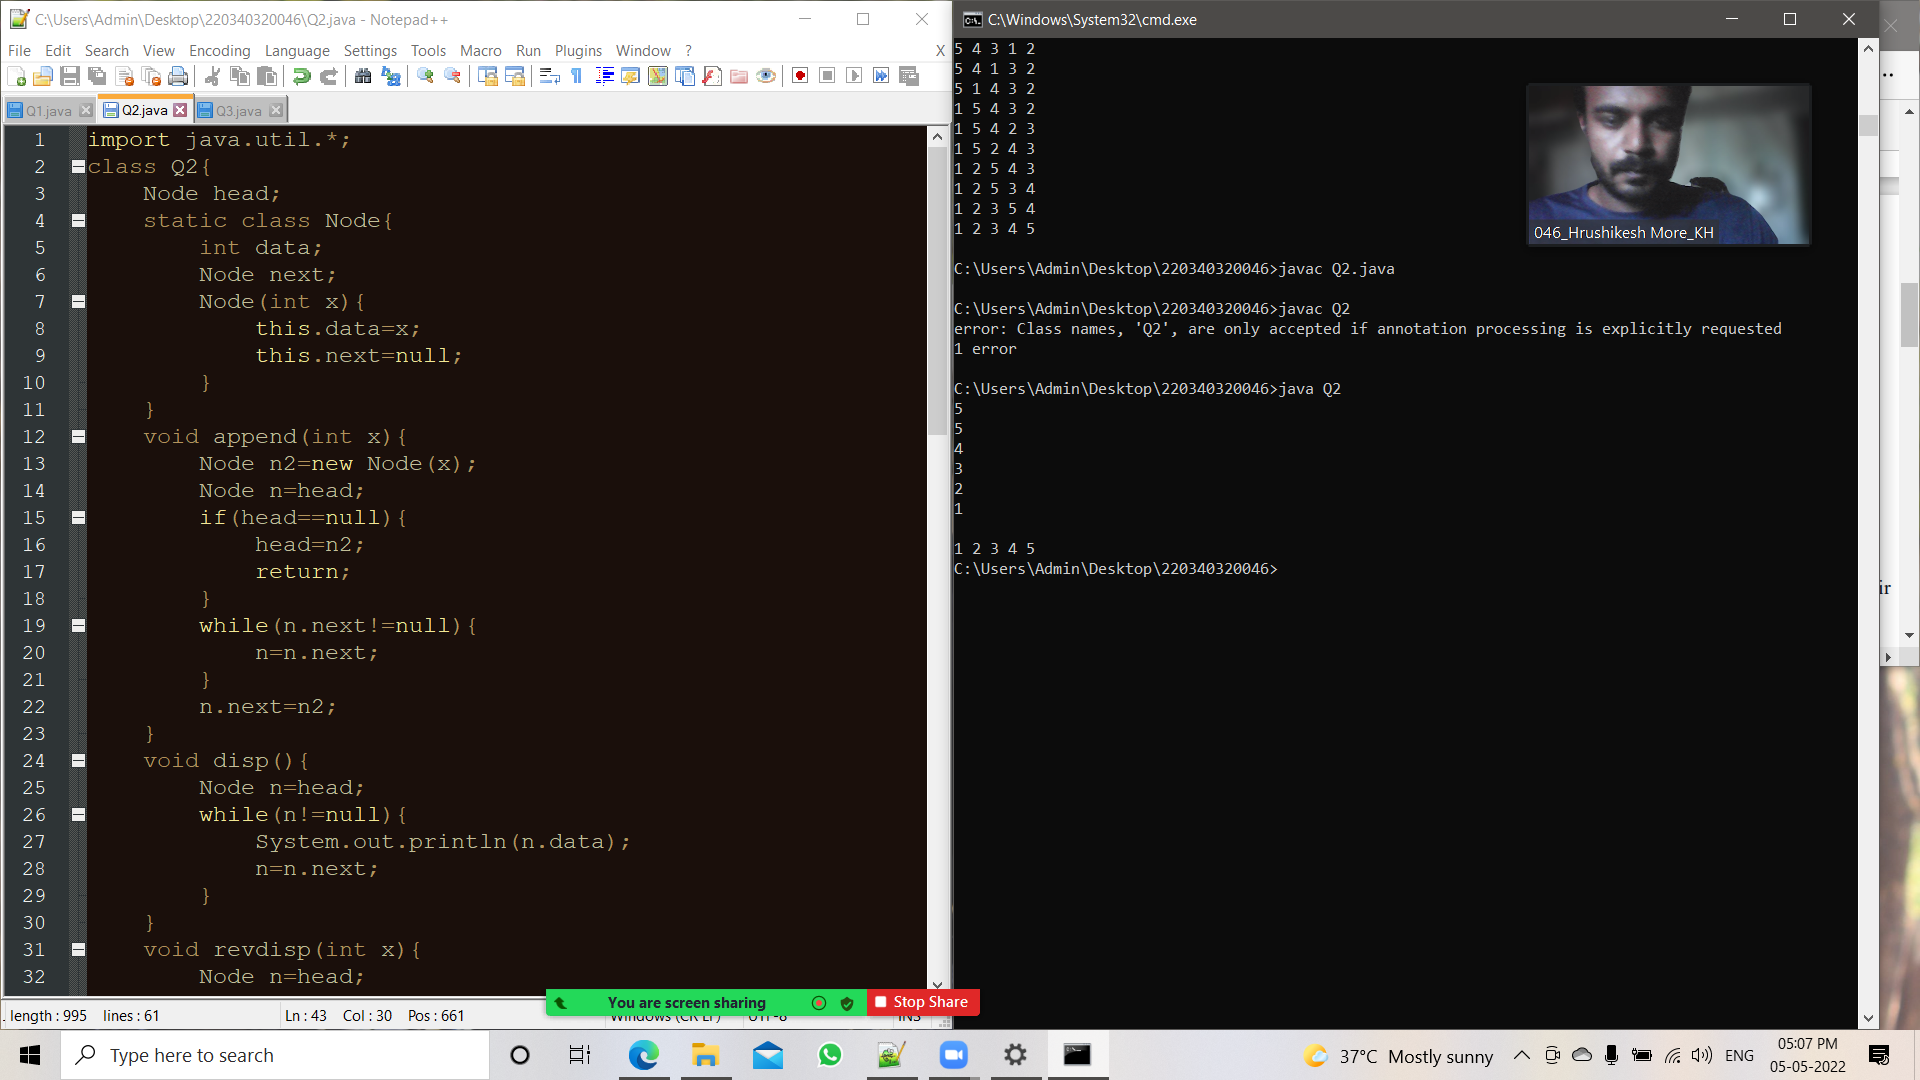 C:\Users\Admin\Desktop\220340320046\Q2.java - Notepad++
File Edit Search View Encoding Language Settings Tools Macro Run Plugins Window ? X
Q1.java Q2.java Q3.java
1 import java.util.*;
2 class Q2{
3 Node head;
4 static class Node{
5 int data;
6 Node next;
7 Node(int x){
8 this.data=x;
9 this.next=null;
10 }
11 }
12 void append(int x){
13 Node n2=new Node(x);
14 Node n=head;
15 if(head==null){
16 head=n2;
17 return;
18 }
19 while(n.next!=null){
20 n=n.next;
21 }
22 n.next=n2;
23 }
24 void disp(){
25 Node n=head;
26 while(n!=null){
27 System.out.println(n.data);
28 n=n.next;
29 }
30 }
31 void revdisp(int x){
32 Node n=head;
length : 995 lines : 61 Ln : 43 Col : 30 Pos : 661 Windows (CR LF) UTF-8 INS
You are screen sharing Stop Share
C:\Windows\System32\cmd.exe
5 4 3 1 2
5 4 1 3 2
5 1 4 3 2
1 5 4 3 2
1 5 4 2 3
1 5 2 4 3
1 2 5 4 3
1 2 5 3 4
1 2 3 5 4
1 2 3 4 5
C:\Users\Admin\Desktop\220340320046>javac Q2.java
C:\Users\Admin\Desktop\220340320046>javac Q2
error: Class names, 'Q2', are only accepted if annotation processing is explicitly requested
1 error
C:\Users\Admin\Desktop\220340320046>java Q2
5
5
4
3
2
1
1 2 3 4 5
C:\Users\Admin\Desktop\220340320046>
046_Hrushikesh More_KH
ir
Type here to search
37°C Mostly sunny
ENG
05:07 PM
05-05-2022